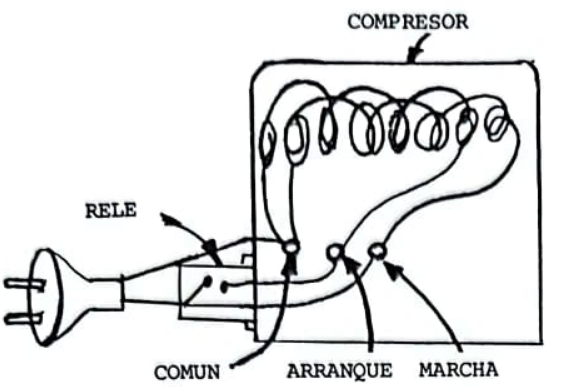 COMPRESOR
RELE
COMUN
ARRANQUE
MARCHA